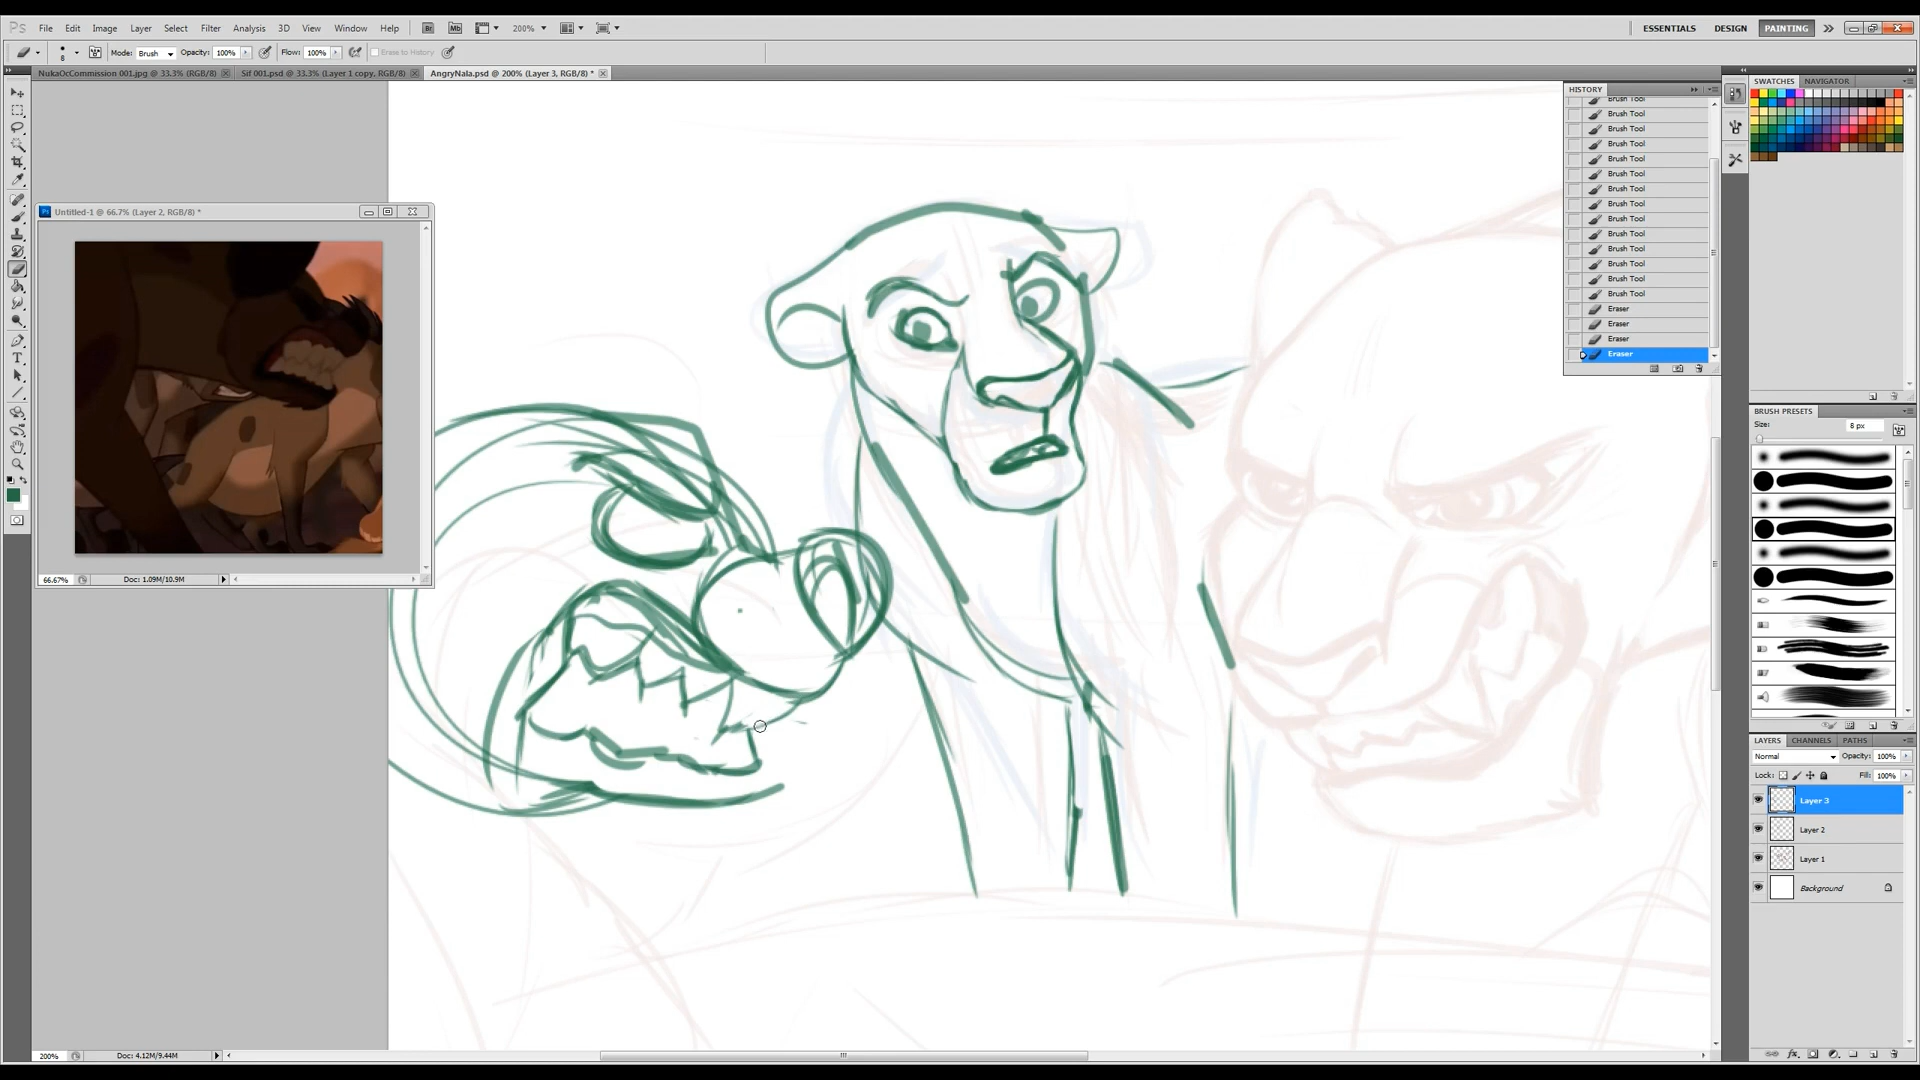 Ps File Edit Image Layer Select Filter Analysis 3D View Window Help Br Mb 200% ESSENTIALS DESIGN PAINTING
8 Mode: Brush Opacity: 100% Flow: 100% Erase to History
NukaOcCommission 001.jpg @ 33.3% (RGB/8) Sif 001.psd @ 33.3% (Layer 1 copy, RGB/8) AngryNala.psd @ 200% (Layer 3, RGB/8) *
Untitled-1 @ 66.7% (Layer 2, RGB/8) *
66.67% Doc: 1.09M/10.9M
HISTORY
Brush Tool
Brush Tool
Brush Tool
Brush Tool
Brush Tool
Brush Tool
Brush Tool
Brush Tool
Brush Tool
Brush Tool
Brush Tool
Brush Tool
Brush Tool
Brush Tool
Eraser
Eraser
Eraser
Eraser
SWATCHES NAVIGATOR
BRUSH PRESETS
Size: 8 px
LAYERS CHANNELS PATHS
Normal Opacity: 100%
Lock: Fill: 100%
Layer 3
Layer 2
Layer 1
Background
200% Doc: 4.12M/9.44M